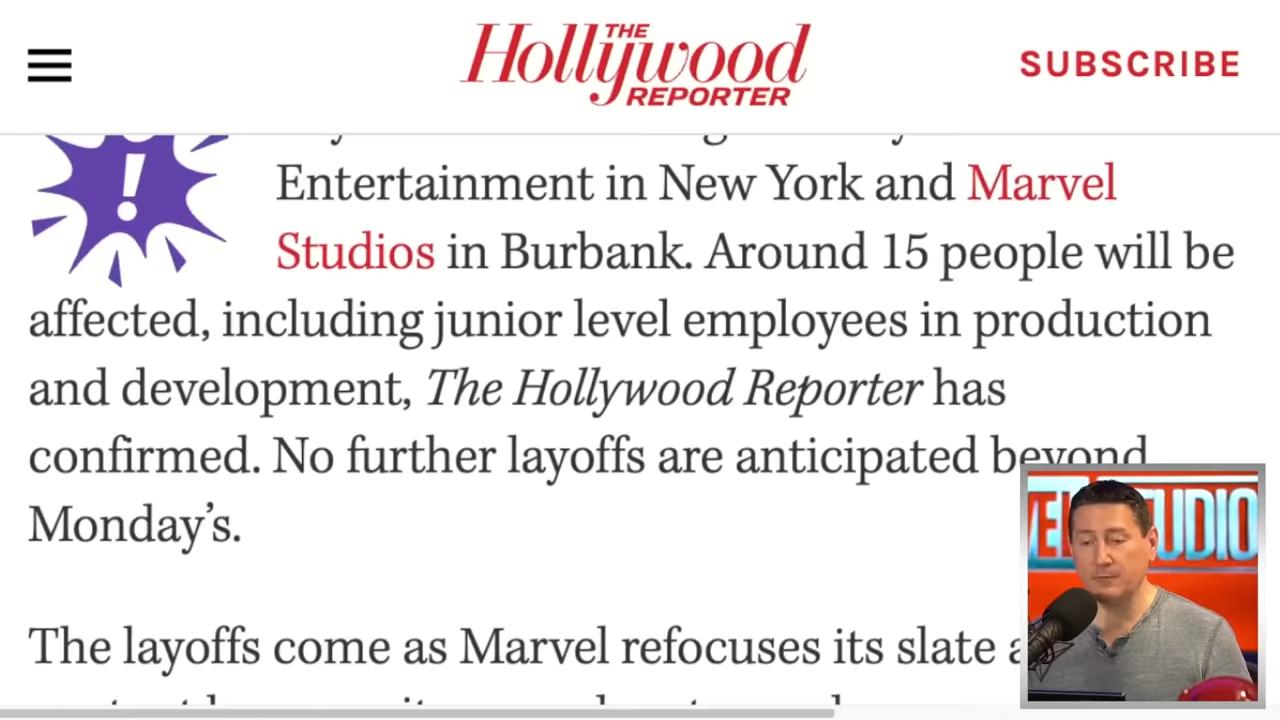 THE
Hollywood
REPORTER
SUBSCRIBE
Entertainment in New York and Marvel
Studios in Burbank. Around 15 people will be
affected, including junior level employees in production
and development, The Hollywood Reporter has
confirmed. No further layoffs are anticipated beyond
Monday’s.
The layoffs come as Marvel refocuses its slate